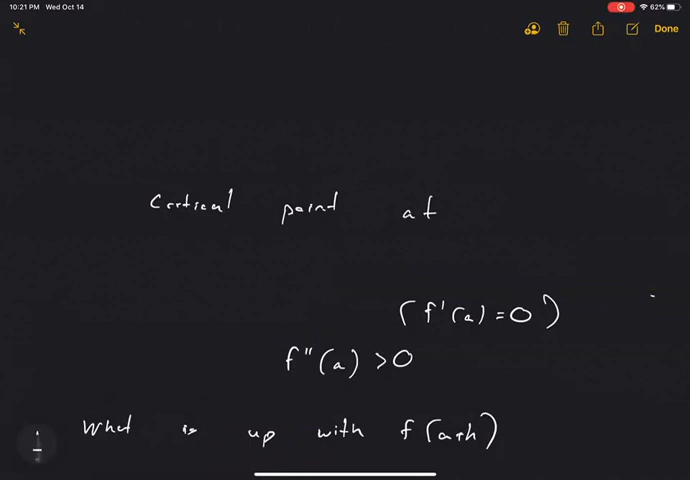 10:21 PM Wed Oct 14
62%
Done
Critical point at
(f'(a)=0)
f"(a) >0
What is up with f(a+h)